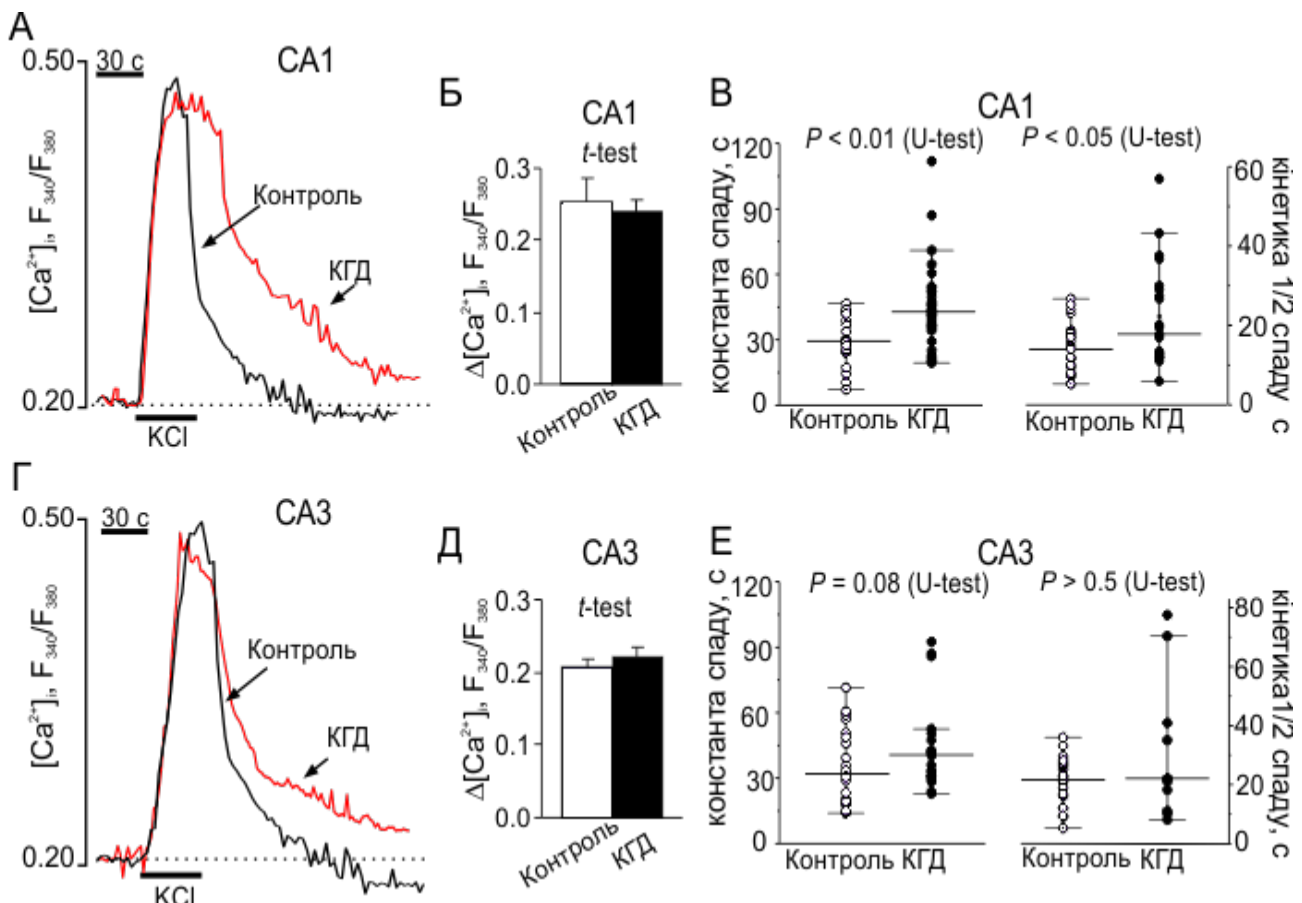 А
0.50
30 с
CA1
[Ca²⁺]ᵢ, F₃₄₀/F₃₈₀
Контроль
КГД
0.20
KCl
Б
CA1
t-test
0.3
0.2
0.1
0.0
Δ[Ca²⁺]ᵢ, F₃₄₀/F₃₈₀
Контроль
КГД
В
CA1
P < 0.01 (U-test)
P < 0.05 (U-test)
константа спаду, с
120
90
60
30
0
Контроль КГД
60
40
20
0
кінетика 1/2 спаду с
Контроль КГД
Г
0.50
30 с
CA3
[Ca²⁺]ᵢ, F₃₄₀/F₃₈₀
Контроль
КГД
0.20
KCl
Д
CA3
t-test
0.3
0.2
0.1
0.0
Δ[Ca²⁺]ᵢ, F₃₄₀/F₃₈₀
Контроль
КГД
Е
CA3
P = 0.08 (U-test)
P > 0.5 (U-test)
константа спаду, с
120
90
60
30
0
Контроль КГД
80
60
40
20
0
кінетика1/2 спаду, с
Контроль КГД